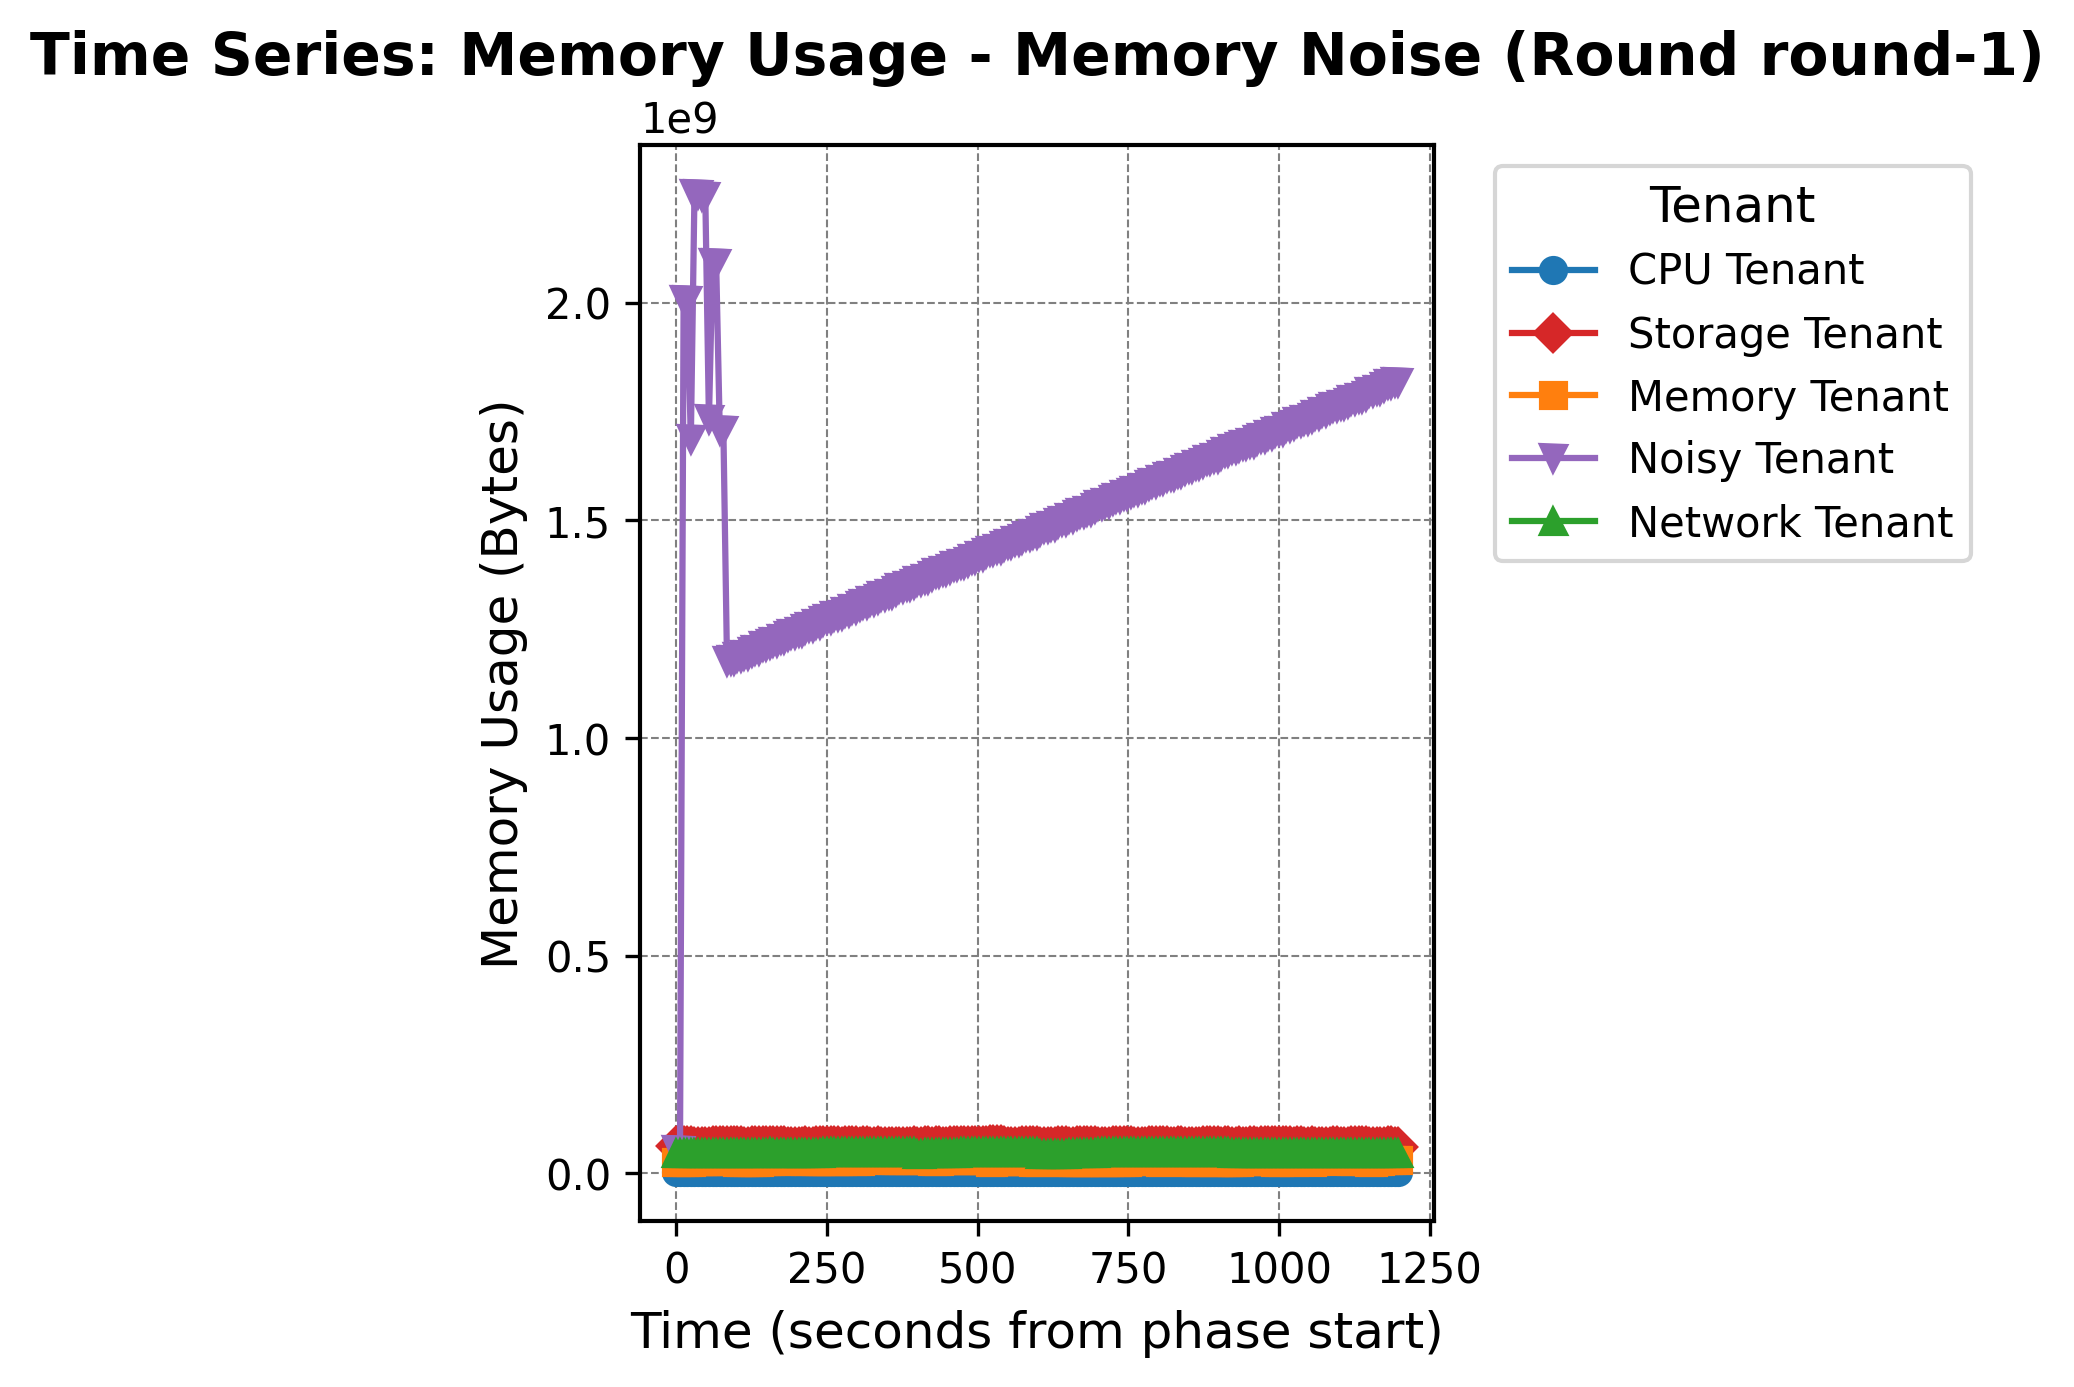 Time Series: Memory Usage - Memory Noise (Round round-1)
1e9
2.0
1.5
1.0
0.5
0.0
Memory Usage (Bytes)
0 250 500 750 1000 1250
Time (seconds from phase start)
Tenant
CPU Tenant
Storage Tenant
Memory Tenant
Noisy Tenant
Network Tenant